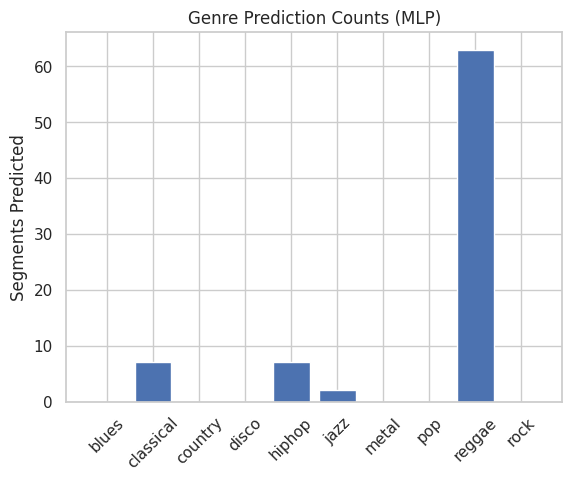 Genre Prediction Counts (MLP)
Segments Predicted
60
50
40
30
20
10
0
blues
classical
country
disco
hiphop
jazz
metal
pop
reggae
rock